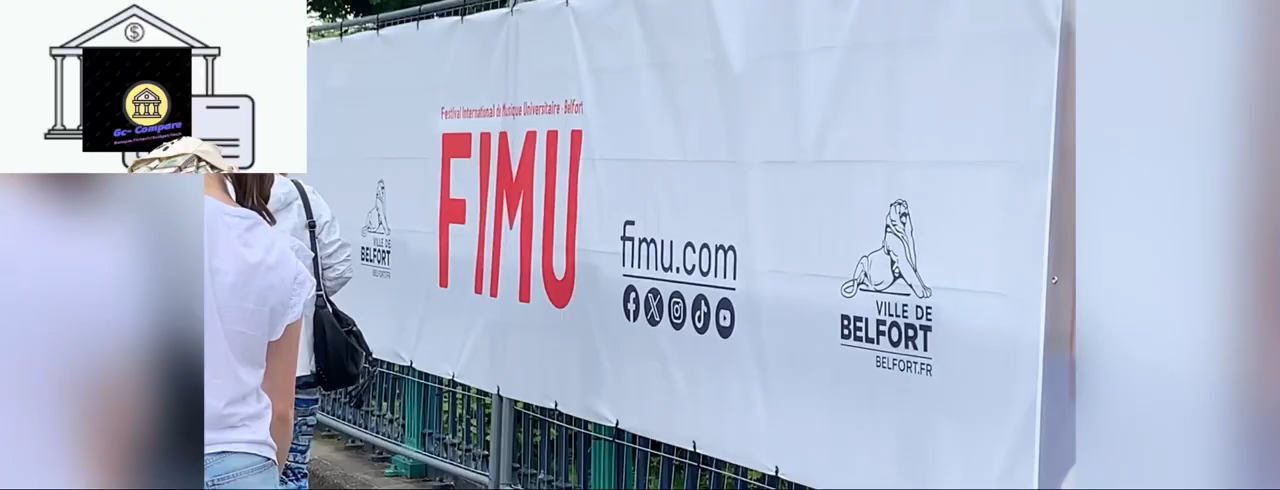 $
Gc- Compare
Festival International de Musique Universitaire - Belfort
FIMU
VILLE DE
BELFORT
BELFORT.FR
fimu.com
VILLE DE
BELFORT
BELFORT.FR